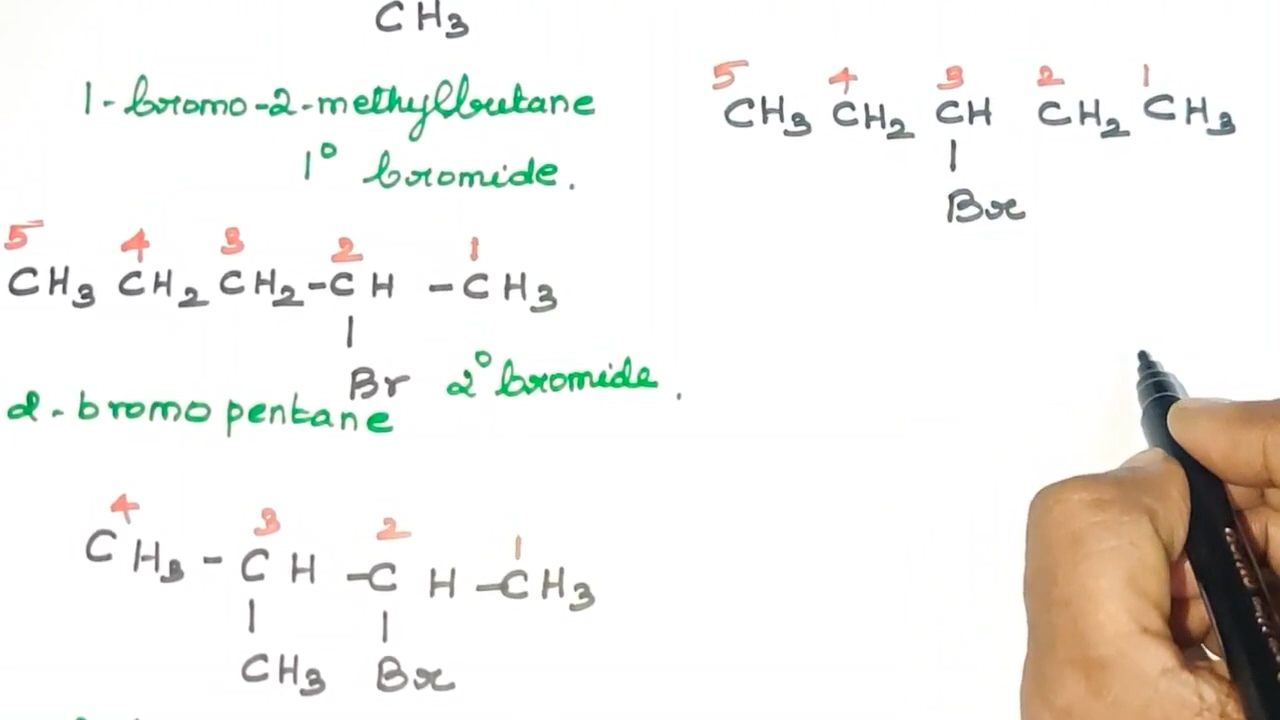 CH3
1-bromo-2-methylbutane
1° bromide.
5 4 3 2 1
CH3 CH2 CH2-CH -CH3
|
Br 2° bromide.
2-bromo pentane
4 3 2 1
CH3-CH-CH-CH3
| |
CH3 Br
5 4 3 2 1
CH3 CH2 CH CH2 CH3
|
Br